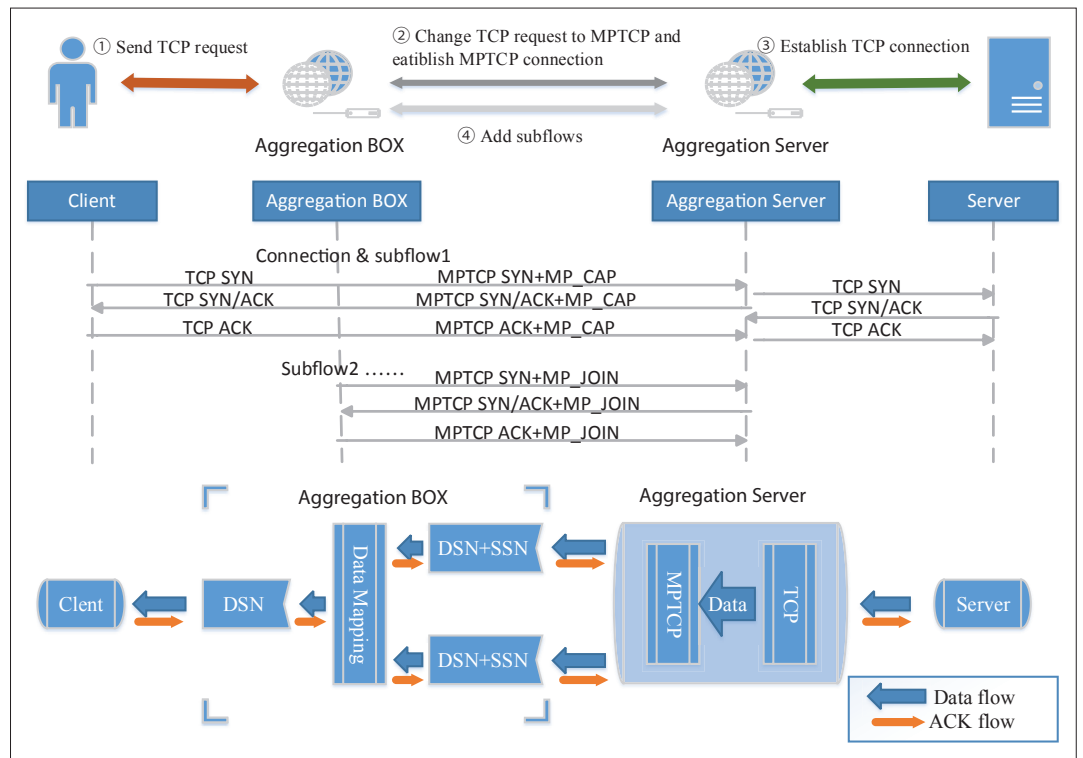 ① Send TCP request
② Change TCP request to MPTCP and
eatiblish MPTCP connection
③ Establish TCP connection
④ Add subflows
Aggregation BOX
Aggregation Server
Client
Aggregation BOX
Aggregation Server
Server
Connection & subflow1
TCP SYN
MPTCP SYN+MP_CAP
TCP SYN
TCP SYN/ACK
MPTCP SYN/ACK+MP_CAP
TCP SYN/ACK
TCP ACK
MPTCP ACK+MP_CAP
TCP ACK
Subflow2 ......
MPTCP SYN+MP_JOIN
MPTCP SYN/ACK+MP_JOIN
MPTCP ACK+MP_JOIN
Aggregation BOX
Aggregation Server
Clent
DSN
Data Mapping
DSN+SSN
DSN+SSN
MPTCP
Data
TCP
Server
Data flow
ACK flow